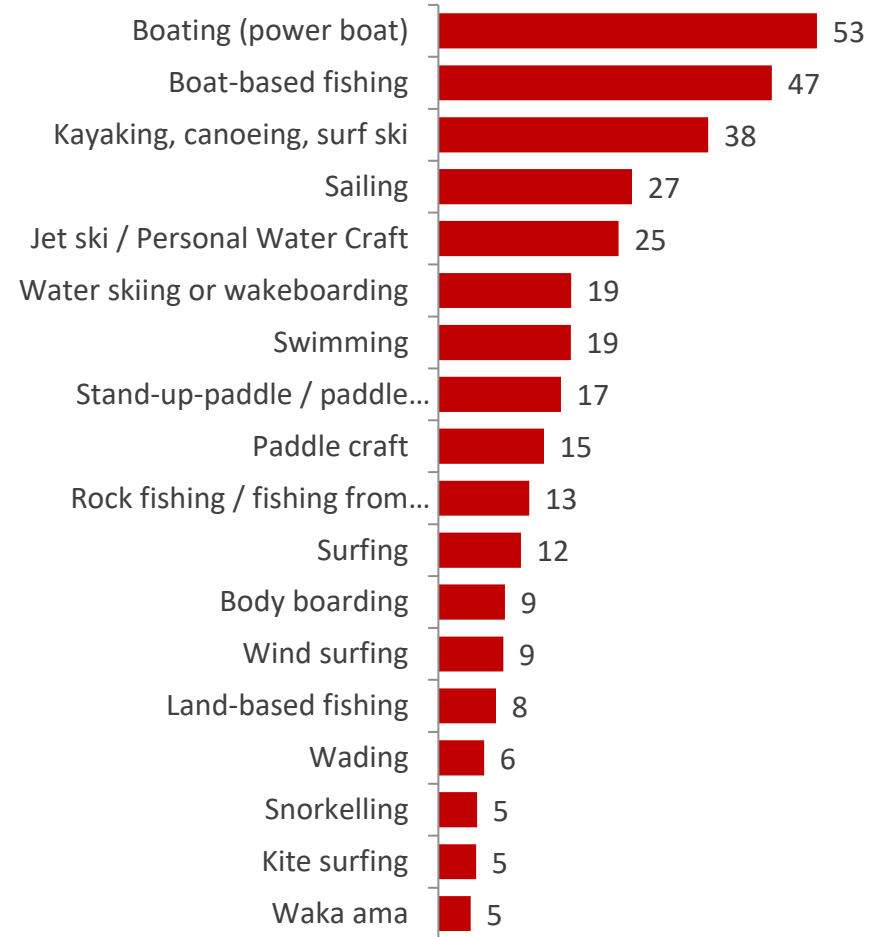 Boating (power boat) 53
Boat-based fishing 47
Kayaking, canoeing, surf ski 38
Sailing 27
Jet ski / Personal Water Craft 25
Water skiing or wakeboarding 19
Swimming 19
Stand-up-paddle / paddle... 17
Paddle craft 15
Rock fishing / fishing from... 13
Surfing 12
Body boarding 9
Wind surfing 9
Land-based fishing 8
Wading 6
Snorkelling 5
Kite surfing 5
Waka ama 5